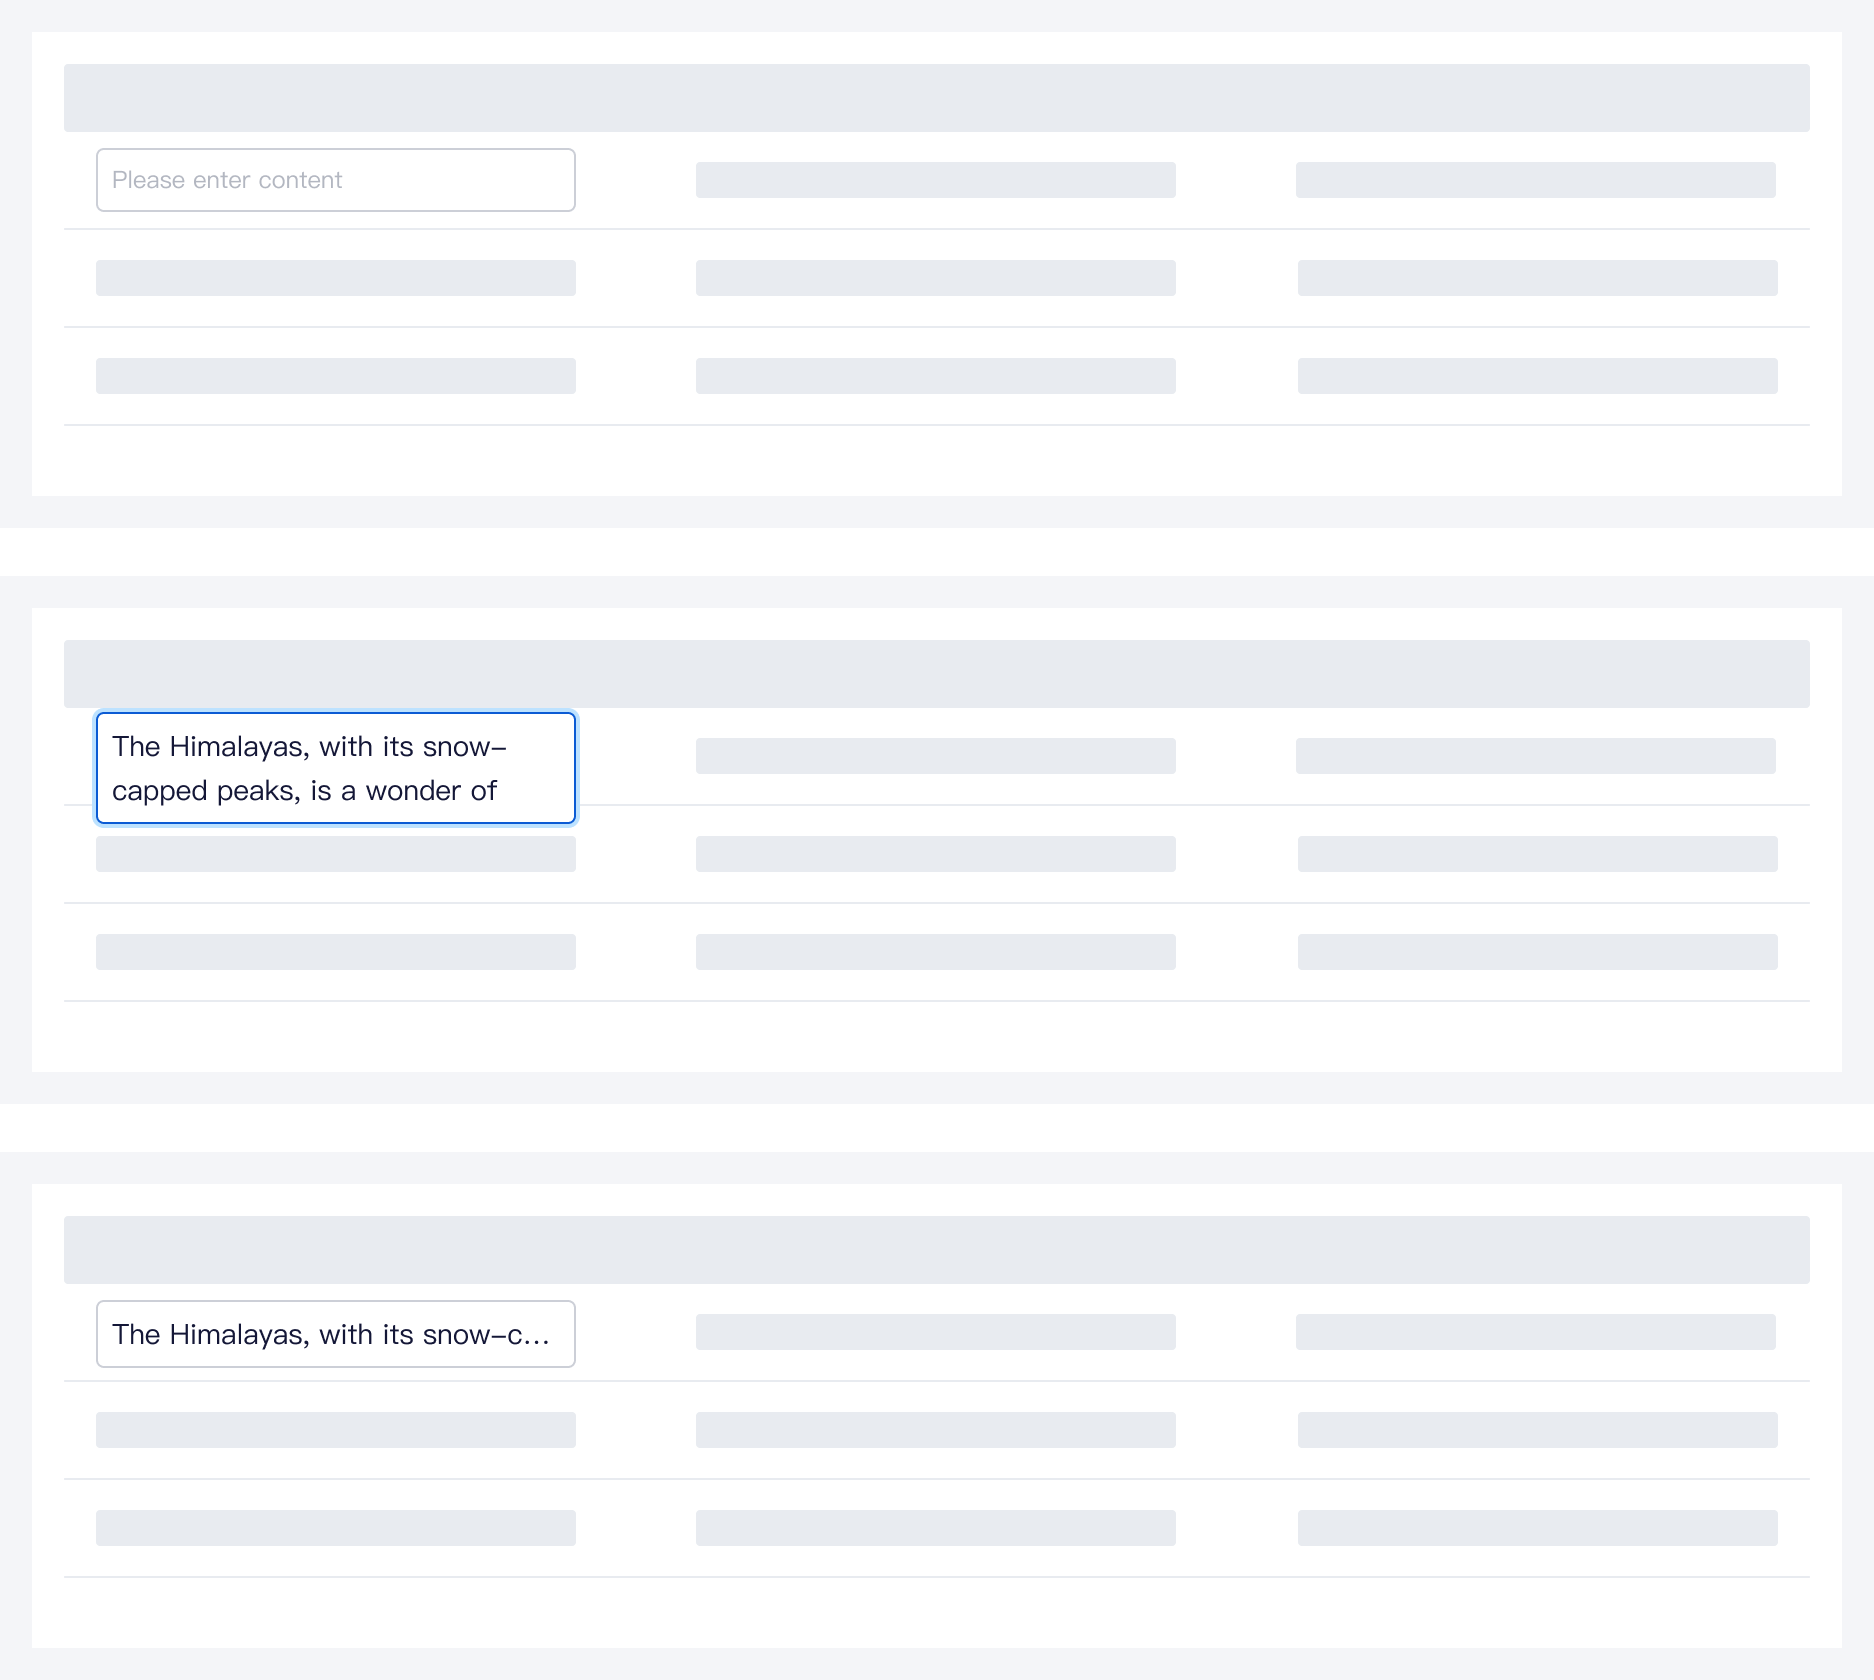 Please enter content
The Himalayas, with its snow-
capped peaks, is a wonder of
The Himalayas, with its snow-c...